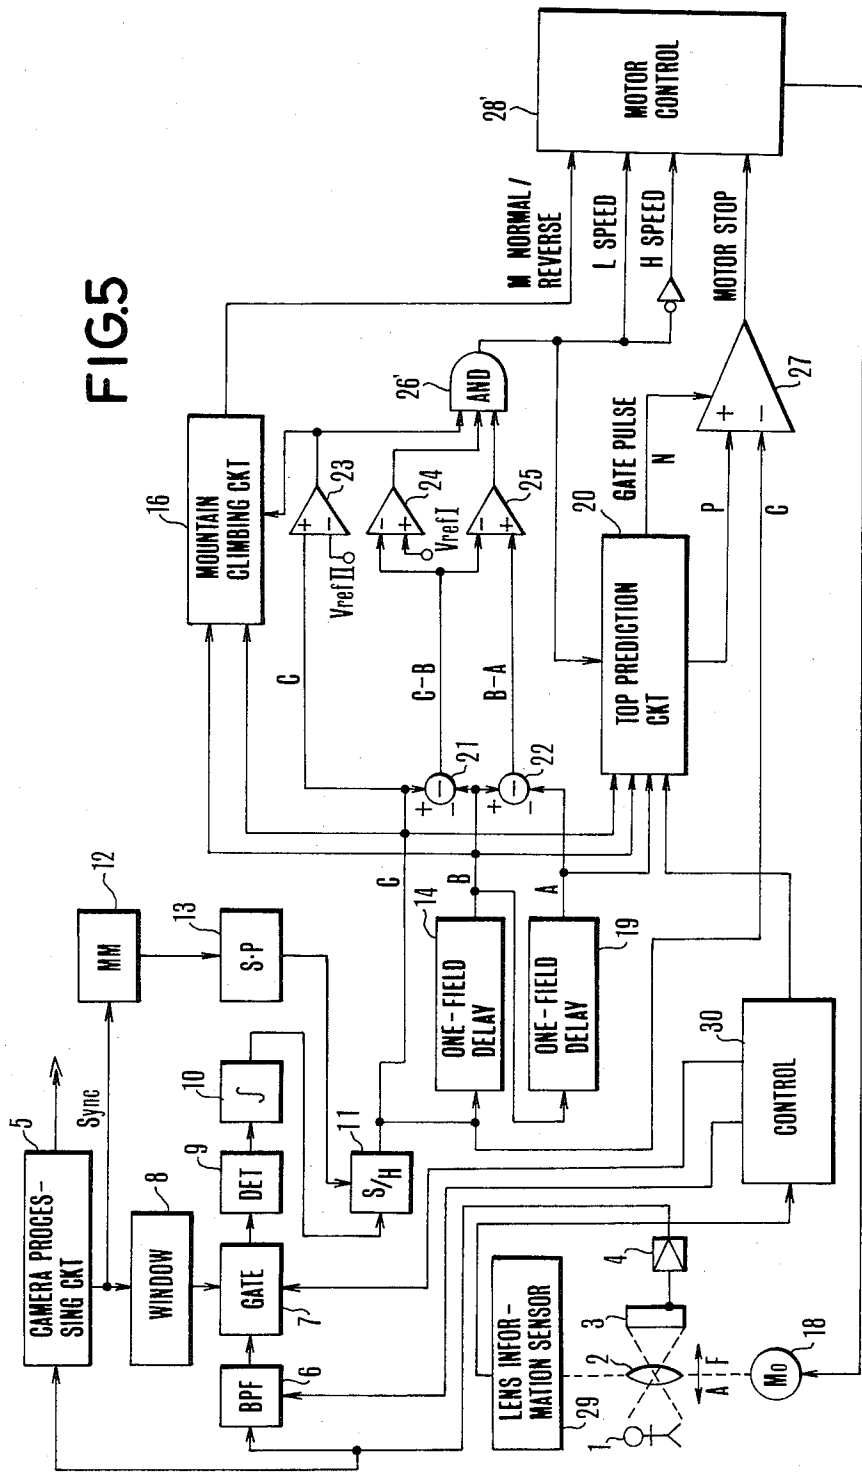 FIG.5
28'
MOTOR
CONTROL
M NORMAL/
REVERSE
L SPEED
H SPEED
MOTOR STOP
16
MOUNTAIN
CLIMBING CKT
26'
AND
23
+
−
VrefII
24
−
+
VrefI
25
−
+
20
TOP PREDICTION
CKT
GATE PULSE
N
P
C
27
+
−
C
C-B
B-A
21
+
−
−
22
+
−
−
C
B
A
14
ONE-FIELD
DELAY
19
ONE-FIELD
DELAY
12
MM
13
S·P
Sync
5
CAMERA PROCES-
SING CKT
8
WINDOW
9
DET
10
∫
11
S/H
GATE
7
BPF
6
30
CONTROL
LENS INFOR-
MATION SENSOR
29
4
3
2
1
A
F
Mo
18